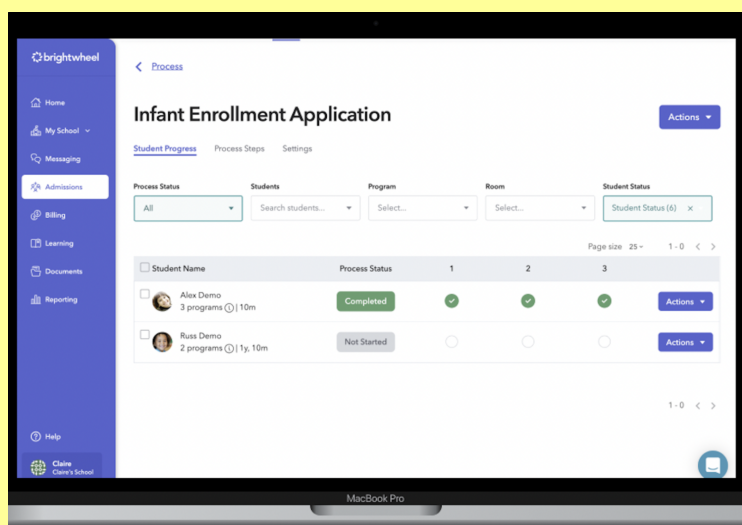 brightwheel
Home
My School
Messaging
Admissions
Billing
Learning
Documents
Reporting
Help
Claire
Claire's School
Process
Infant Enrollment Application
Actions
Student Progress Process Steps Settings
Process Status Students Program Room Student Status
All Search students... Select... Select... Student Status (6) ×
Page size 25 1 - 0 < >
Student Name Process Status 1 2 3
Alex Demo
3 programs | 10m Completed Actions
Russ Demo
2 programs | 1y, 10m Not Started Actions
1 - 0 < >
MacBook Pro